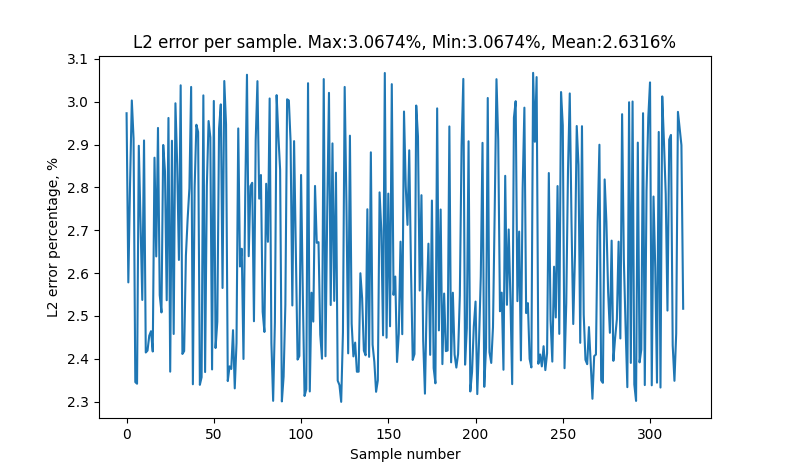 L2 error per sample. Max:3.0674%, Min:3.0674%, Mean:2.6316%
3.1
3.0
2.9
2.8
2.7
2.6
2.5
2.4
2.3
L2 error percentage, %
0 50 100 150 200 250 300
Sample number